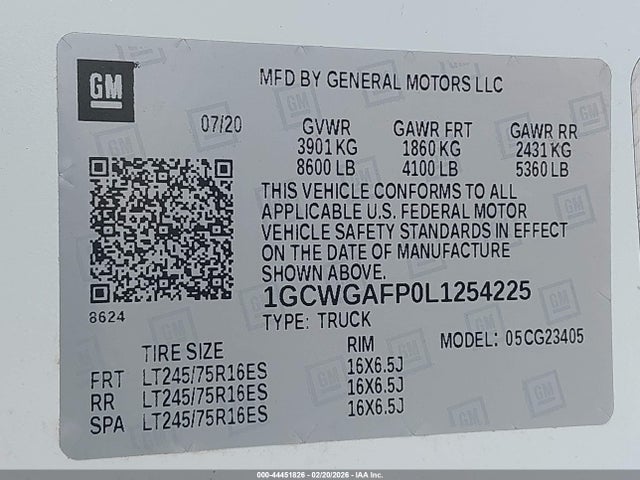 GM
MFD BY GENERAL MOTORS LLC
07/20
GVWR GAWR FRT GAWR RR
3901 KG 1860 KG 2431 KG
8600 LB 4100 LB 5360 LB
THIS VEHICLE CONFORMS TO ALL
APPLICABLE U.S. FEDERAL MOTOR
VEHICLE SAFETY STANDARDS IN EFFECT
ON THE DATE OF MANUFACTURE
SHOWN ABOVE.
1GCWGAFP0L1254225
8624
TYPE: TRUCK
MODEL: 05CG23405
TIRE SIZE RIM
FRT LT245/75R16ES 16X6.5J
RR LT245/75R16ES 16X6.5J
SPA LT245/75R16ES 16X6.5J
000-44451826 - 02/20/2026 - IAA Inc.